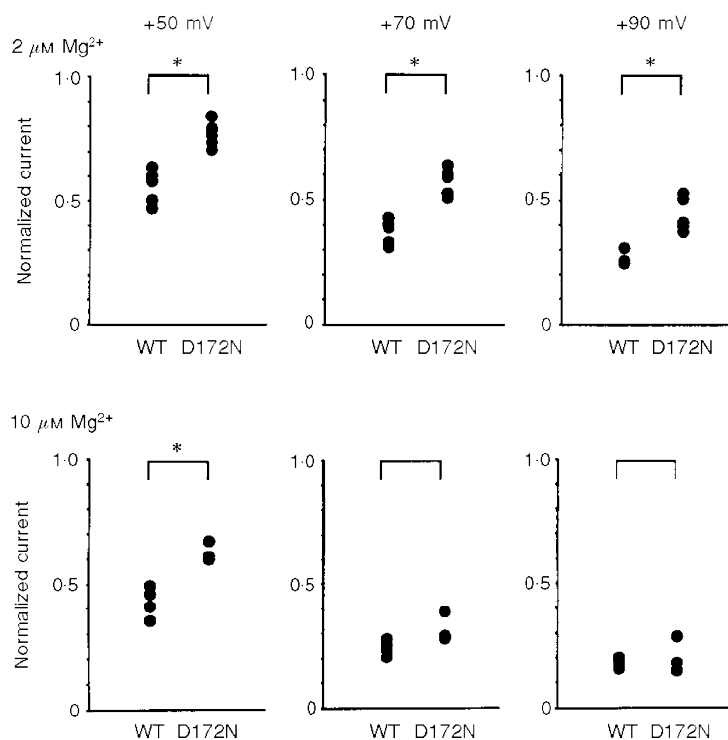 +50 mV +70 mV +90 mV
2 μM Mg²⁺
* * *
1·0
0·5
0
Normalized current
WT D172N
1·0
0·5
0
WT D172N
1·0
0·5
0
WT D172N
10 μM Mg²⁺
*
1·0
0·5
0
Normalized current
WT D172N
1·0
0·5
0
WT D172N
1·0
0·5
0
WT D172N